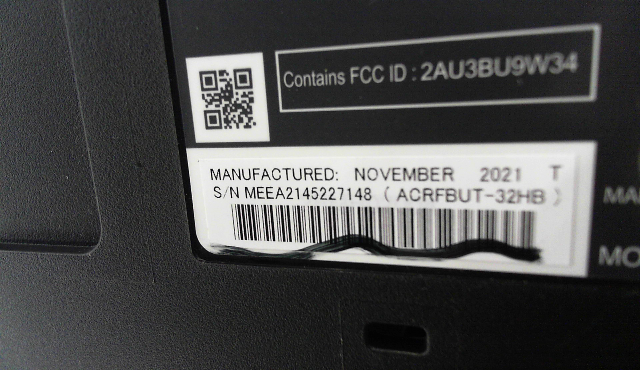 Contains FCC ID : 2AU3BU9W34
MANUFACTURED: NOVEMBER 2021 T
S/N MEEA2145227148 ( ACRFBUT-32HB )